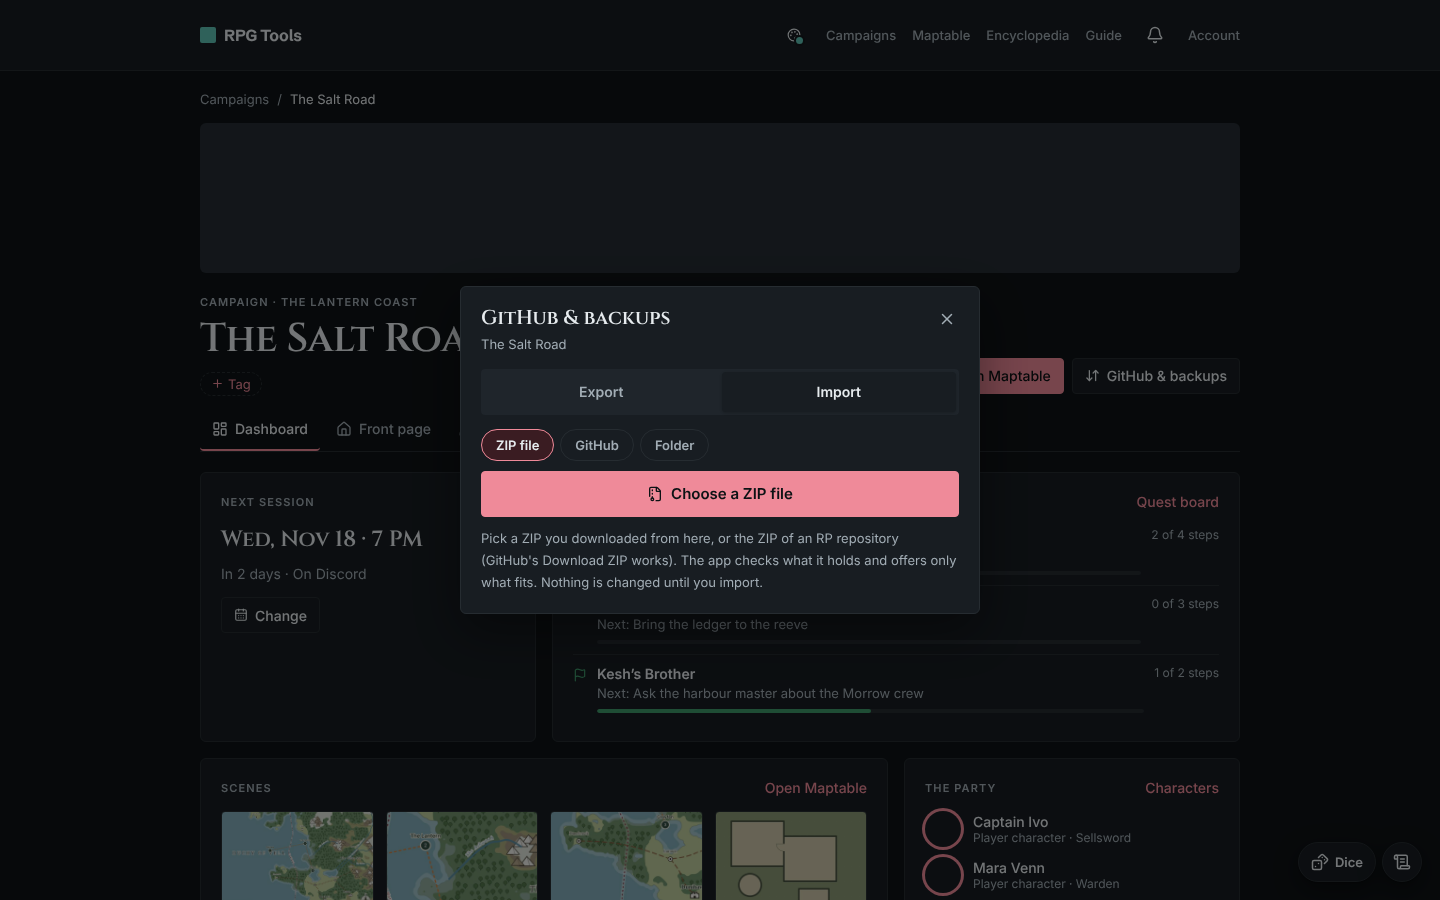 RPG Tools
Campaigns
Maptable
Encyclopedia
Guide
Account
Campaigns / The Salt Road
CAMPAIGN · THE LANTERN COAST
The Salt Roa
+ Tag
Maptable
GitHub & backups
Dashboard
Front page
GitHub & backups
The Salt Road
Export
Import
ZIP file
GitHub
Folder
Choose a ZIP file
Pick a ZIP you downloaded from here, or the ZIP of an RP repository
(GitHub's Download ZIP works). The app checks what it holds and offers only
what fits. Nothing is changed until you import.
NEXT SESSION
Wed, Nov 18 · 7 PM
In 2 days · On Discord
Change
Quest board
2 of 4 steps
0 of 3 steps
Next: Bring the ledger to the reeve
Kesh’s Brother
1 of 2 steps
Next: Ask the harbour master about the Morrow crew
SCENES
Open Maptable
THE PARTY
Characters
Captain Ivo
Player character · Sellsword
Mara Venn
Player character · Warden
Dice